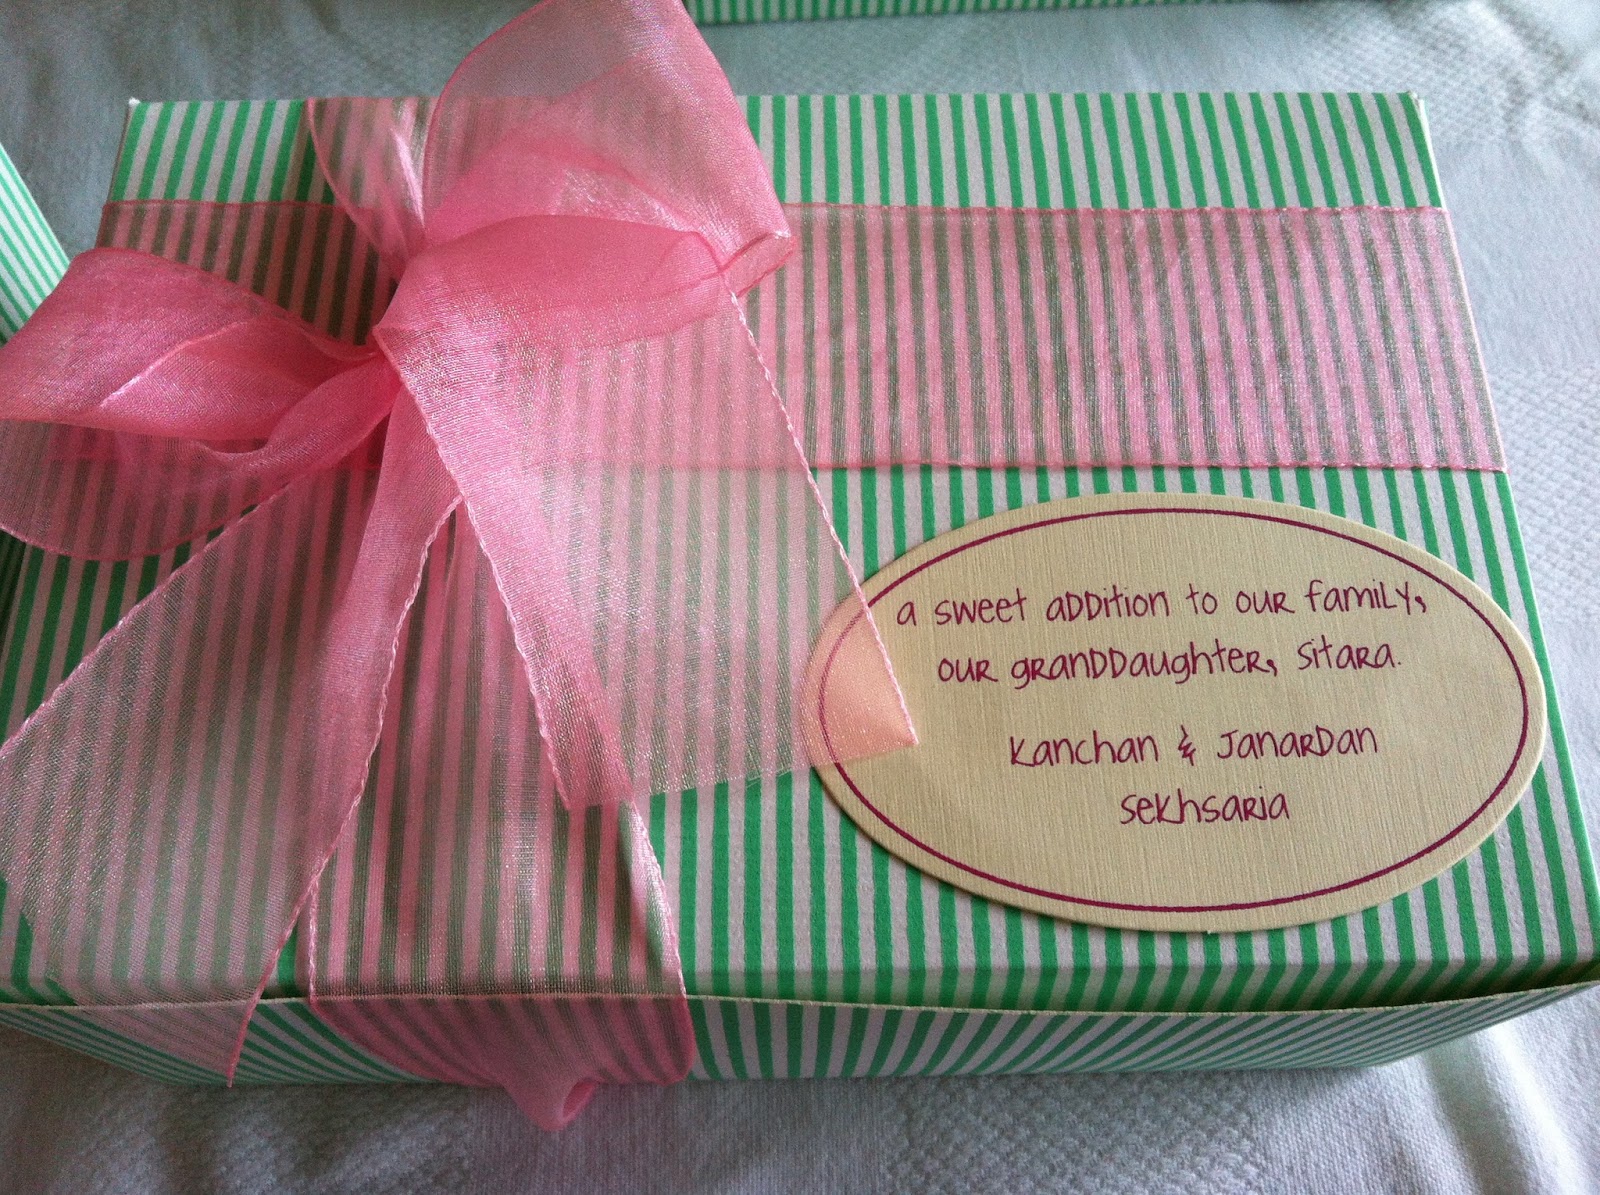 a sweet addition to our family,
our granddaughter, sitara.
Kanchan & Janardan
sekhsaria